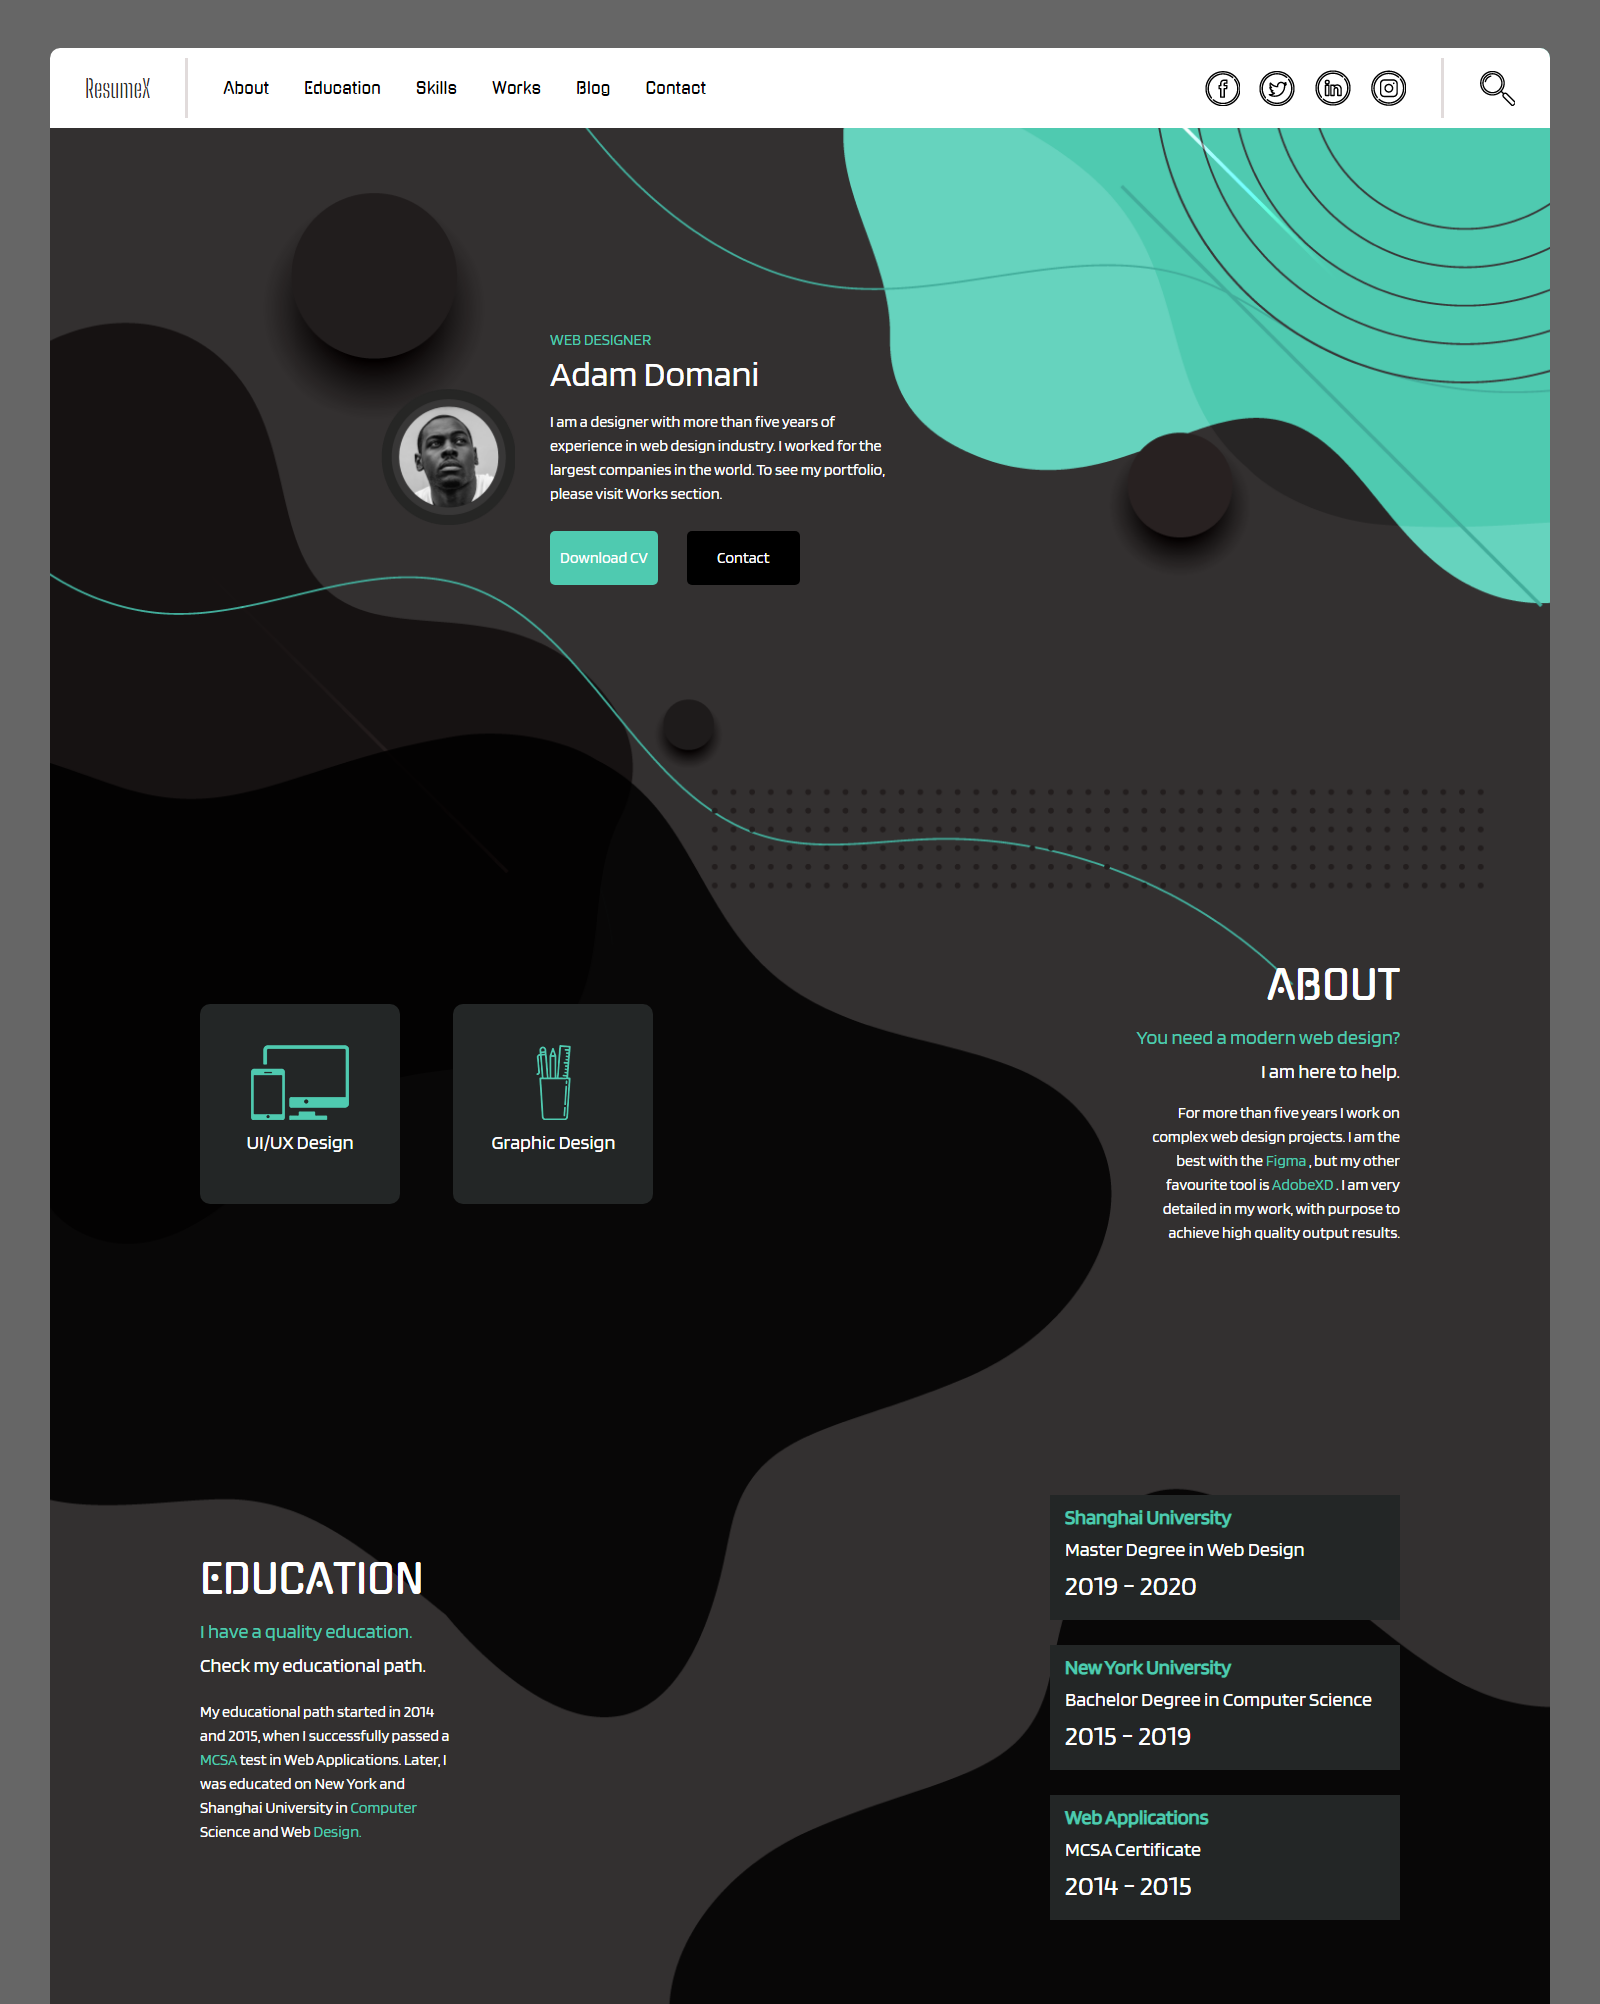 ResumeX
About Education Skills Works Blog Contact
WEB DESIGNER
Adam Domani
I am a designer with more than five years of
experience in web design industry. I worked for the
largest companies in the world. To see my portfolio,
please visit Works section.
Download CV
Contact
ABOUT
You need a modern web design?
I am here to help.
For more than five years I work on
complex web design projects. I am the
best with the Figma , but my other
favourite tool is AdobeXD . I am very
detailed in my work, with purpose to
achieve high quality output results.
UI/UX Design
Graphic Design
EDUCATION
I have a quality education.
Check my educational path.
My educational path started in 2014
and 2015, when I successfully passed a
MCSA test in Web Applications. Later, I
was educated on New York and
Shanghai University in Computer
Science and Web Design.
Shanghai University
Master Degree in Web Design
2019 - 2020
New York University
Bachelor Degree in Computer Science
2015 - 2019
Web Applications
MCSA Certificate
2014 - 2015